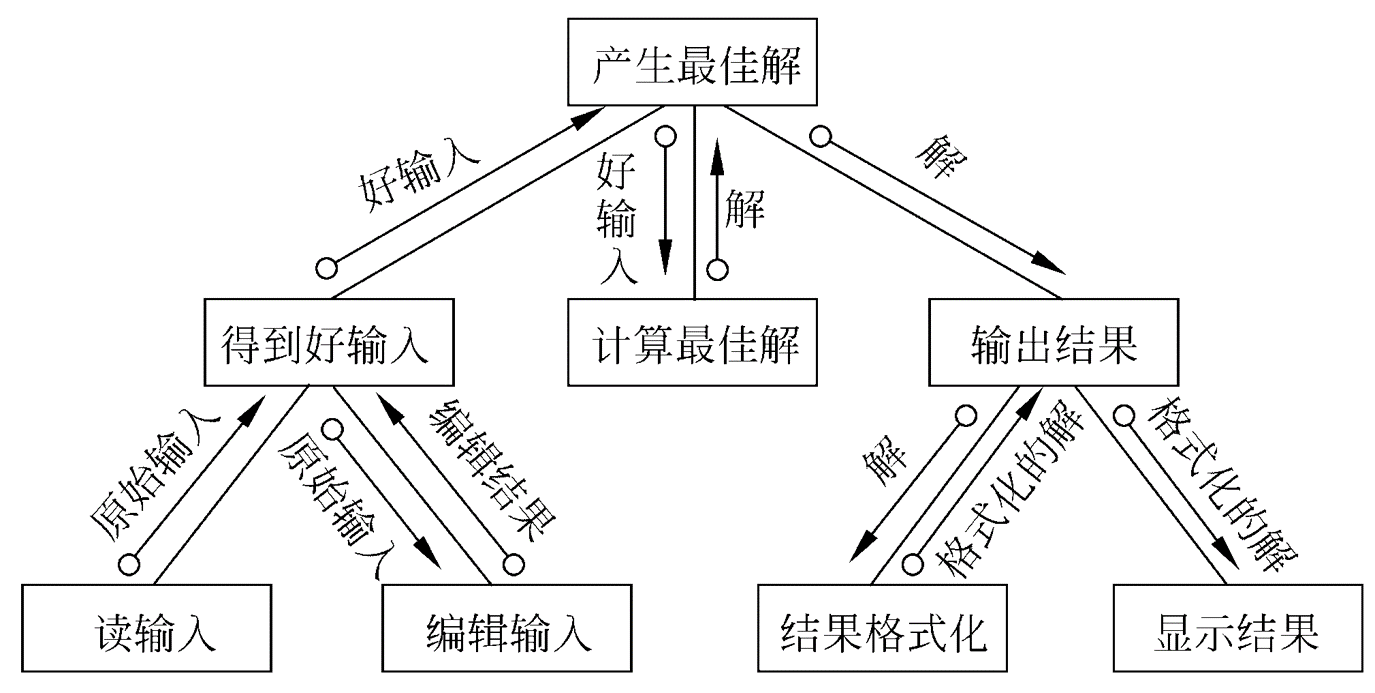 产生最佳解
好输入
好输入
解
解
得到好输入
计算最佳解
输出结果
原始输入
原始输入
编辑结果
解
格式化的解
格式化的解
读输入
编辑输入
结果格式化
显示结果